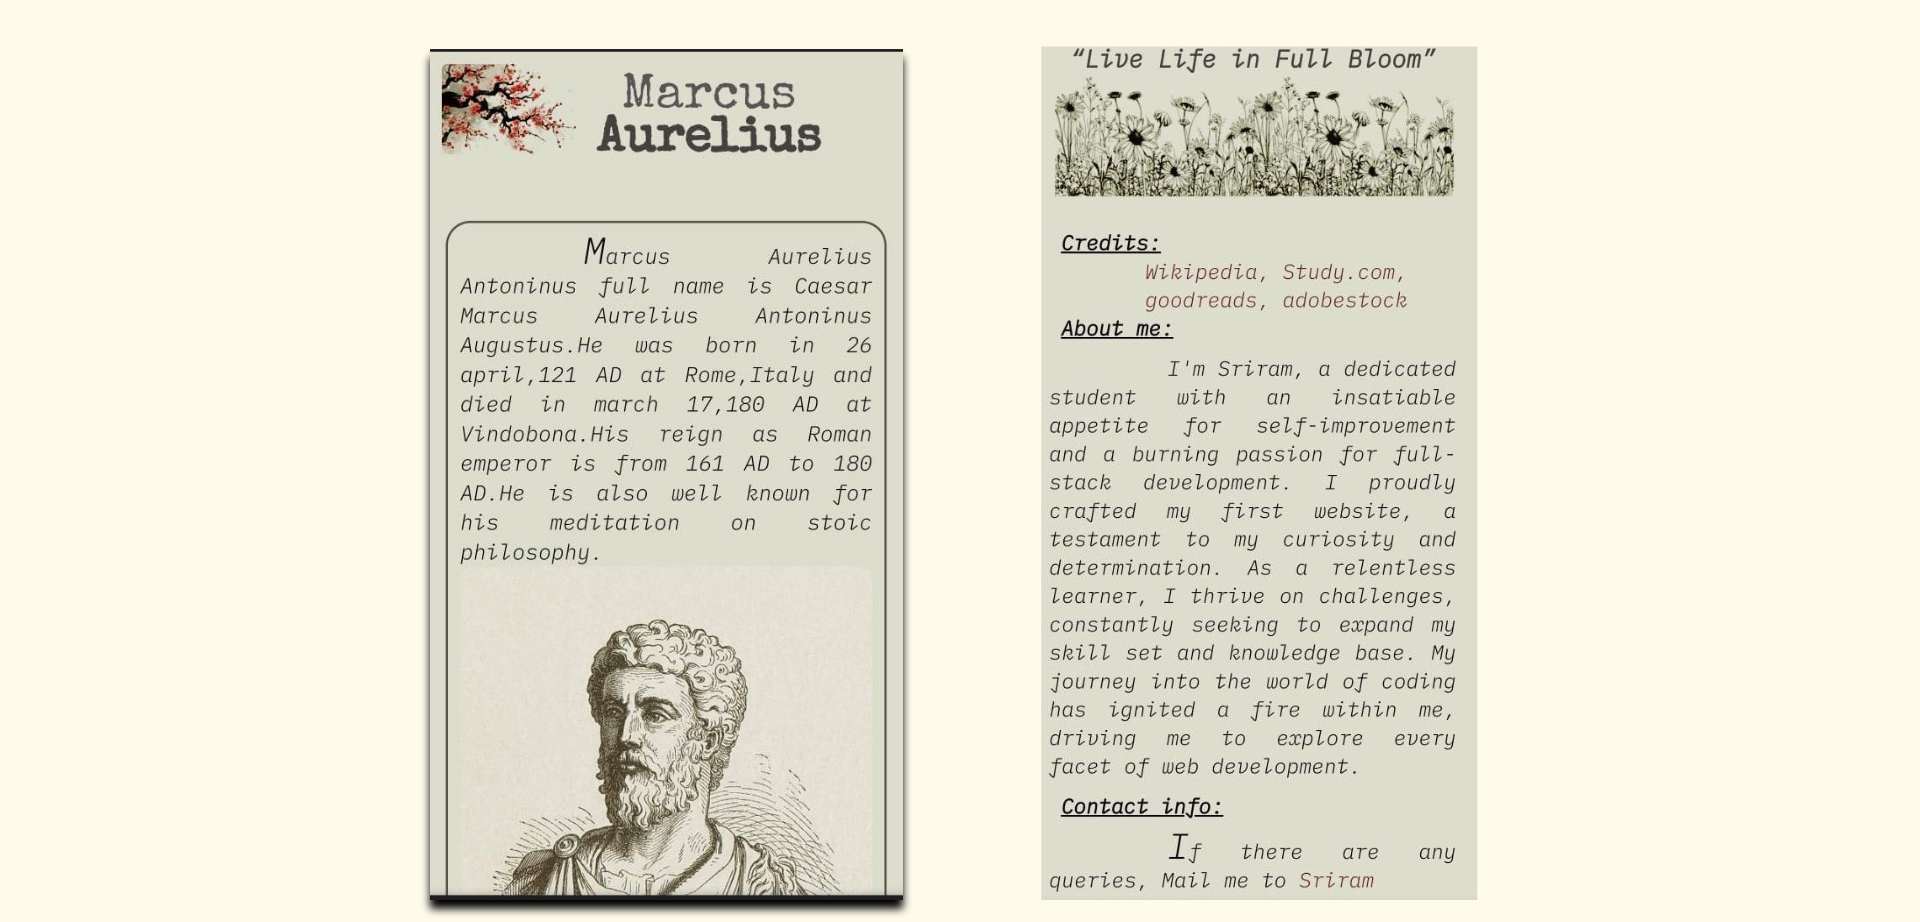 Marcus
Aurelius
Marcus Aurelius
Antoninus full name is Caesar
Marcus Aurelius Antoninus
Augustus.He was born in 26
april,121 AD at Rome,Italy and
died in march 17,180 AD at
Vindobona.His reign as Roman
emperor is from 161 AD to 180
AD.He is also well known for
his meditation on stoic
philosophy.
“Live Life in Full Bloom”
Credits:
Wikipedia, Study.com,
goodreads, adobestock
About me:
I'm Sriram, a dedicated
student with an insatiable
appetite for self-improvement
and a burning passion for full-
stack development. I proudly
crafted my first website, a
testament to my curiosity and
determination. As a relentless
learner, I thrive on challenges,
constantly seeking to expand my
skill set and knowledge base. My
journey into the world of coding
has ignited a fire within me,
driving me to explore every
facet of web development.
Contact info:
If there are any
queries, Mail me to Sriram